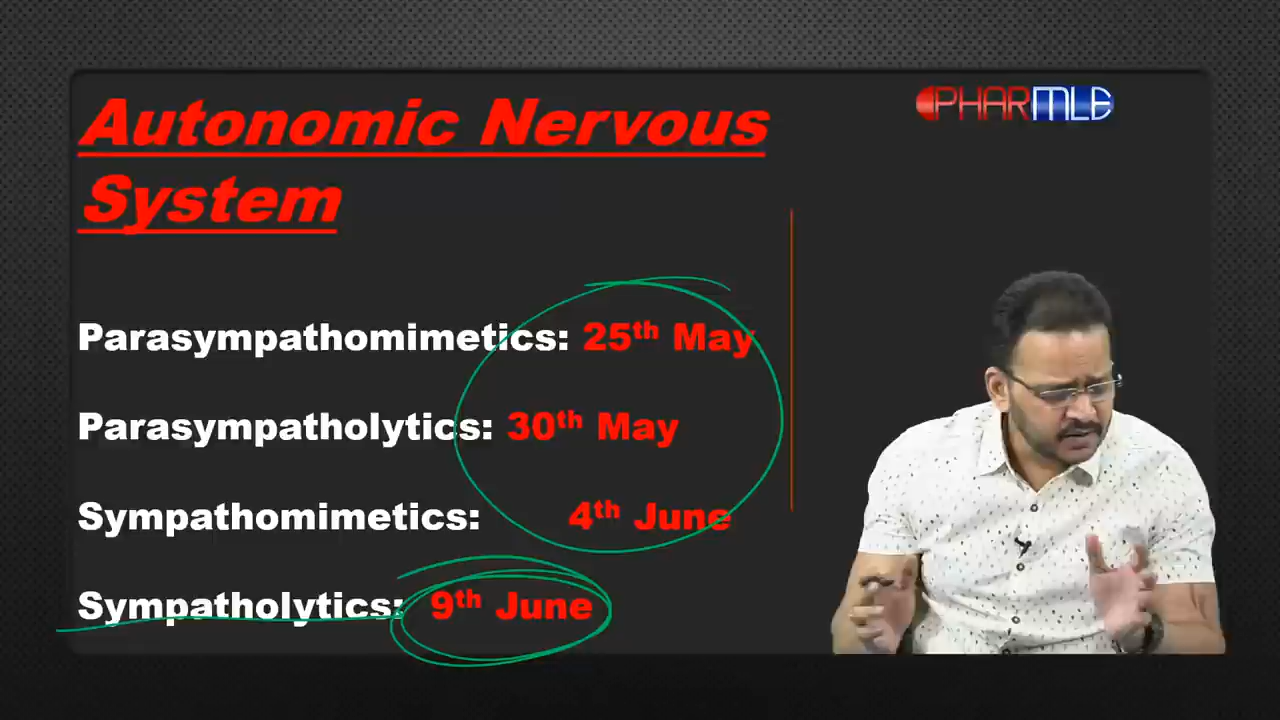 Autonomic Nervous
System
PHARMLE
Parasympathomimetics: 25th May
Parasympatholytics: 30th May
Sympathomimetics: 4th June
Sympatholytics: 9th June